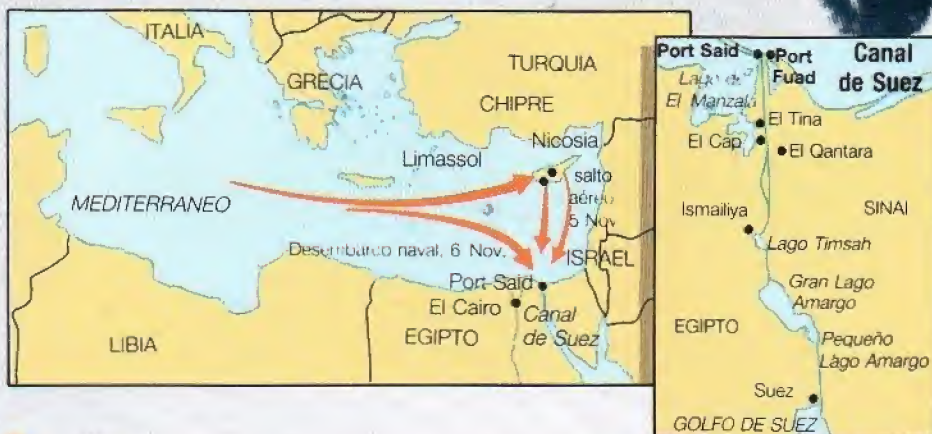 ITALIA
GRECIA
TURQUIA
CHIPRE
Nicosia
Limassol
salto
aéreo
5 Nov
MEDITERRANEO
Desembarco naval, 6 Nov.
ISRAEL
Port Said
El Cairo
Canal
de Suez
EGIPTO
LIBIA
Canal
de Suez
Port Said
Port
Fuad
Lago de
El Manzala
El Tina
El Cap
El Qantara
Ismailiya
SINAI
Lago Timsah
Gran Lago
Amargo
EGIPTO
Pequeño
Lago Amargo
Suez
GOLFO DE SUEZ